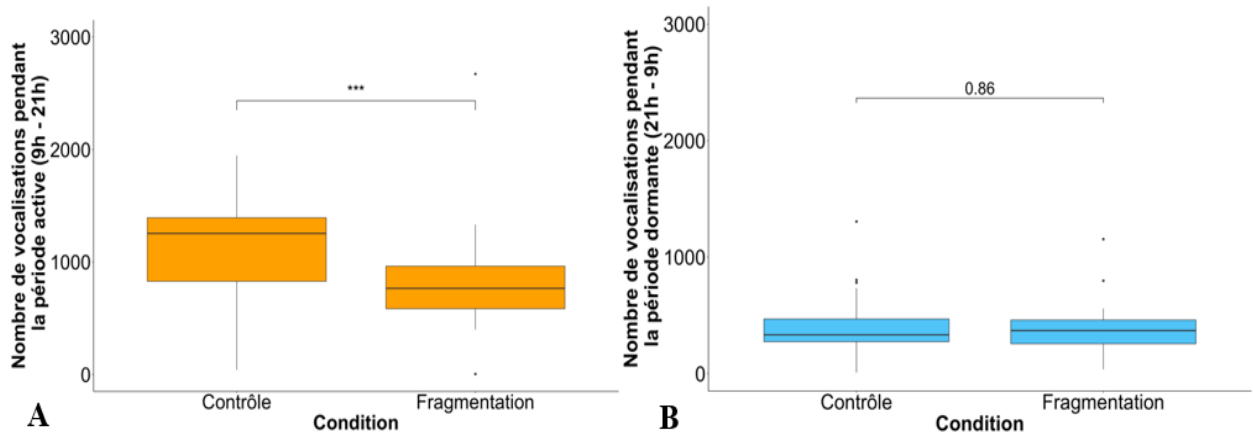 Nombre de vocalisations pendant
la période active (9h - 21h)
3000
2000
1000
0
***
Contrôle
Fragmentation
Condition
A
Nombre de vocalisations pendant
la période dormante (21h - 9h)
3000
2000
1000
0
0.86
Contrôle
Fragmentation
Condition
B